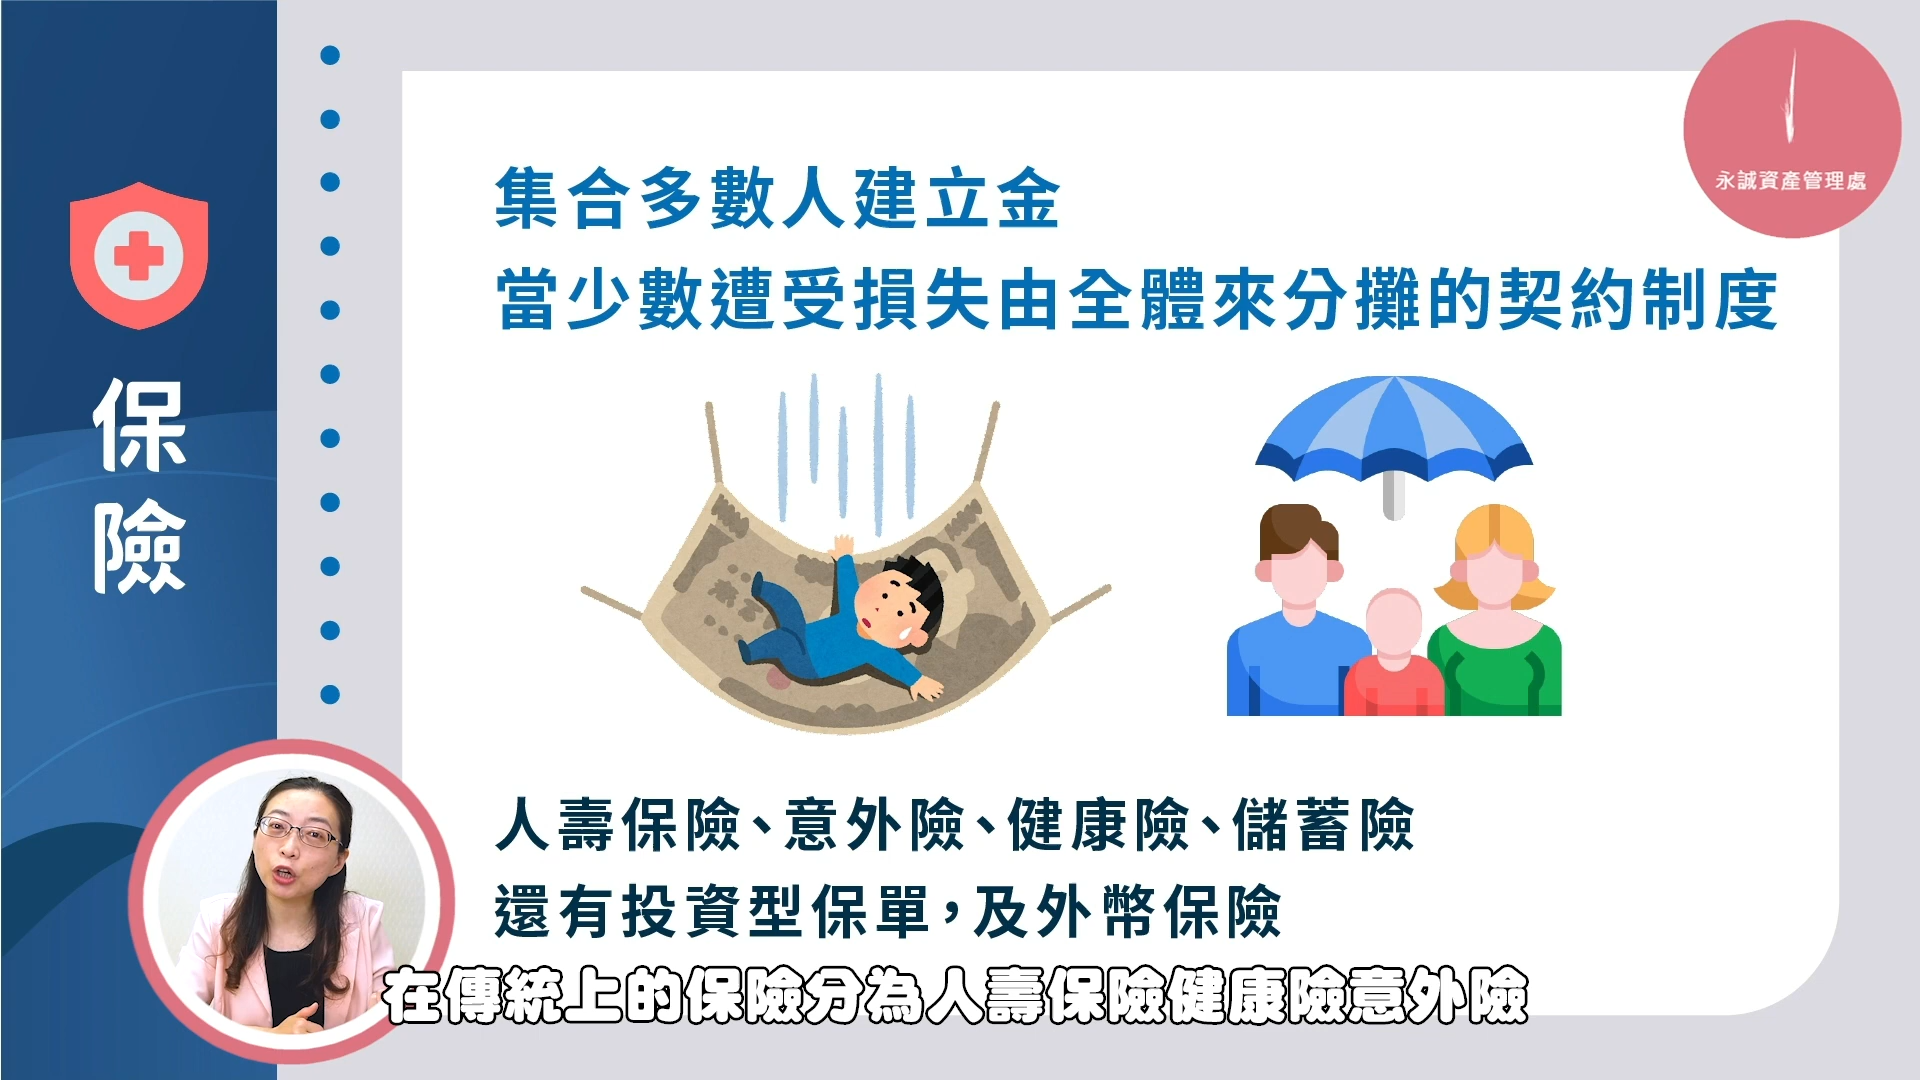 永誠資產管理處
保險
集合多數人建立金
當少數遭受損失由全體來分攤的契約制度
人壽保險、意外險、健康險、儲蓄險
還有投資型保單，及外幣保險
在傳統上的保險分為人壽保險健康險意外險